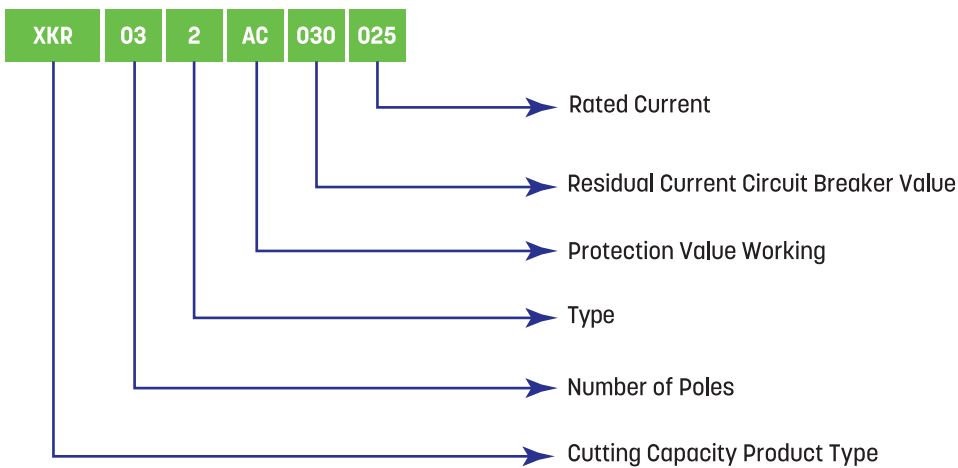 XKR 03 2 AC 030 025
Rated Current
Residual Current Circuit Breaker Value
Protection Value Working
Type
Number of Poles
Cutting Capacity Product Type